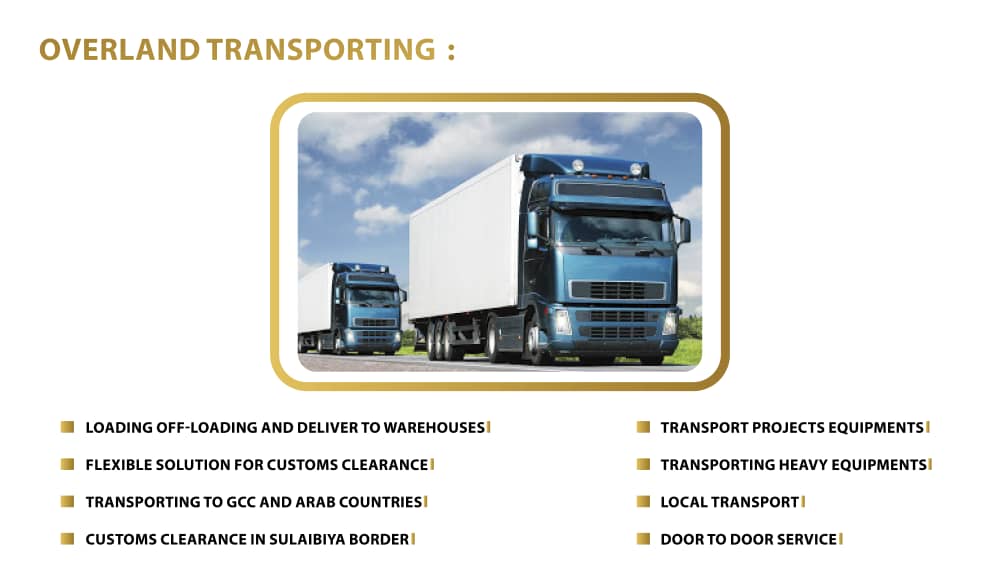 OVERLAND TRANSPORTING :
LOADING OFF-LOADING AND DELIVER TO WAREHOUSES
FLEXIBLE SOLUTION FOR CUSTOMS CLEARANCE
TRANSPORTING TO GCC AND ARAB COUNTRIES
CUSTOMS CLEARANCE IN SULAIBIYA BORDER
TRANSPORT PROJECTS EQUIPMENTS
TRANSPORTING HEAVY EQUIPMENTS
LOCAL TRANSPORT
DOOR TO DOOR SERVICE